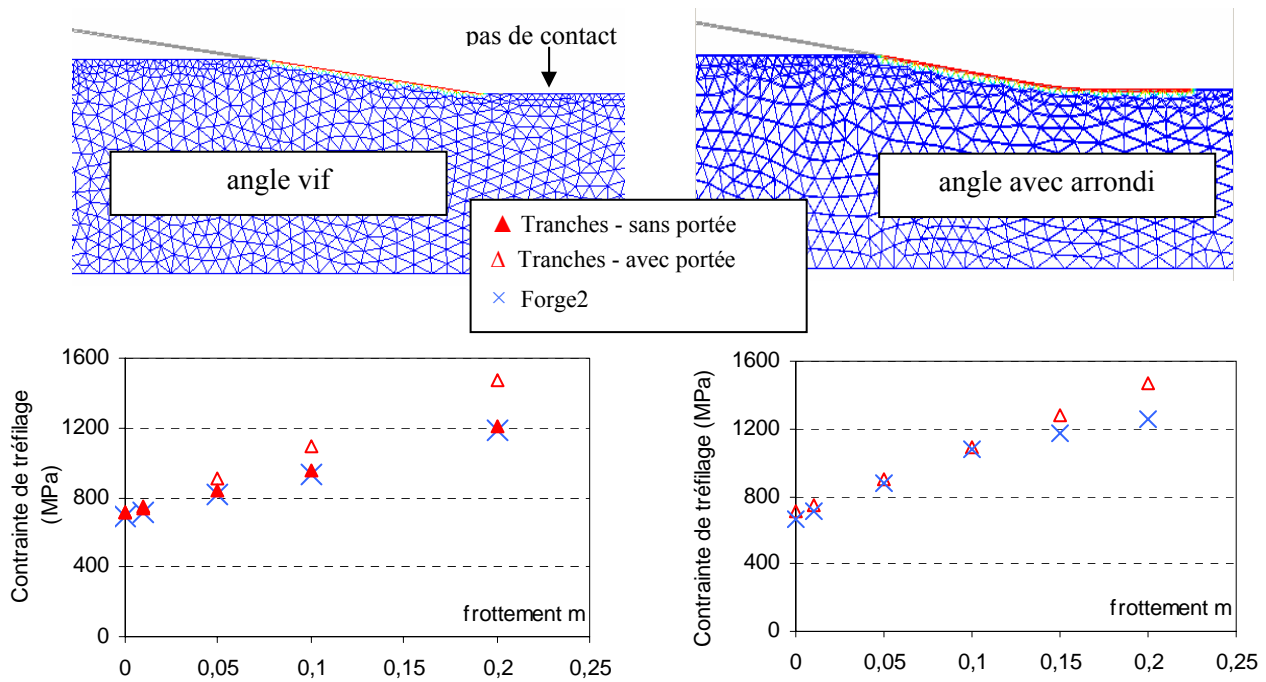 pas de contact
angle vif
angle avec arrondi
Tranches - sans portée
Tranches - avec portée
Forge2
Contrainte de tréfilage
(MPa)
1600
1200
800
400
0
0
0,05
0,1
0,15
0,2
0,25
frottement m
Contrainte de tréfilage (MPa)
1600
1200
800
400
0
0
0,05
0,1
0,15
0,2
0,25
frottement m